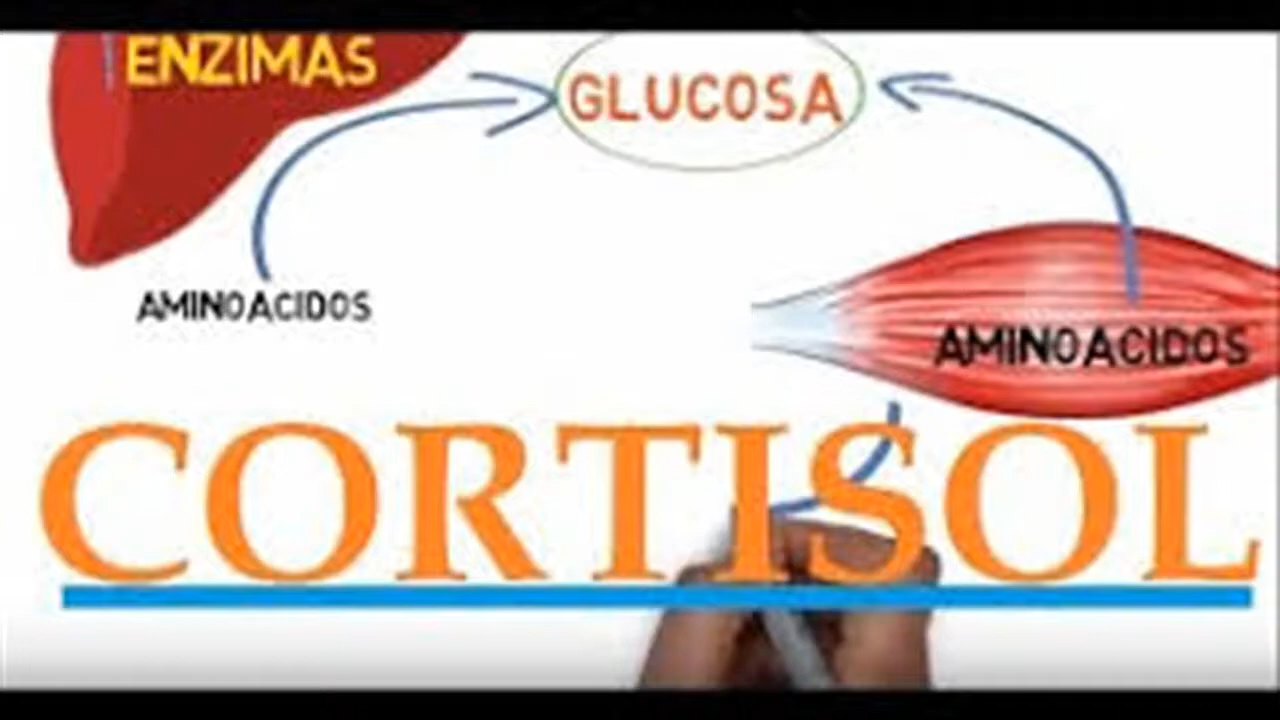 ENZIMAS
GLUCOSA
AMINOACIDOS
AMINOACIDOS
CORTISOL